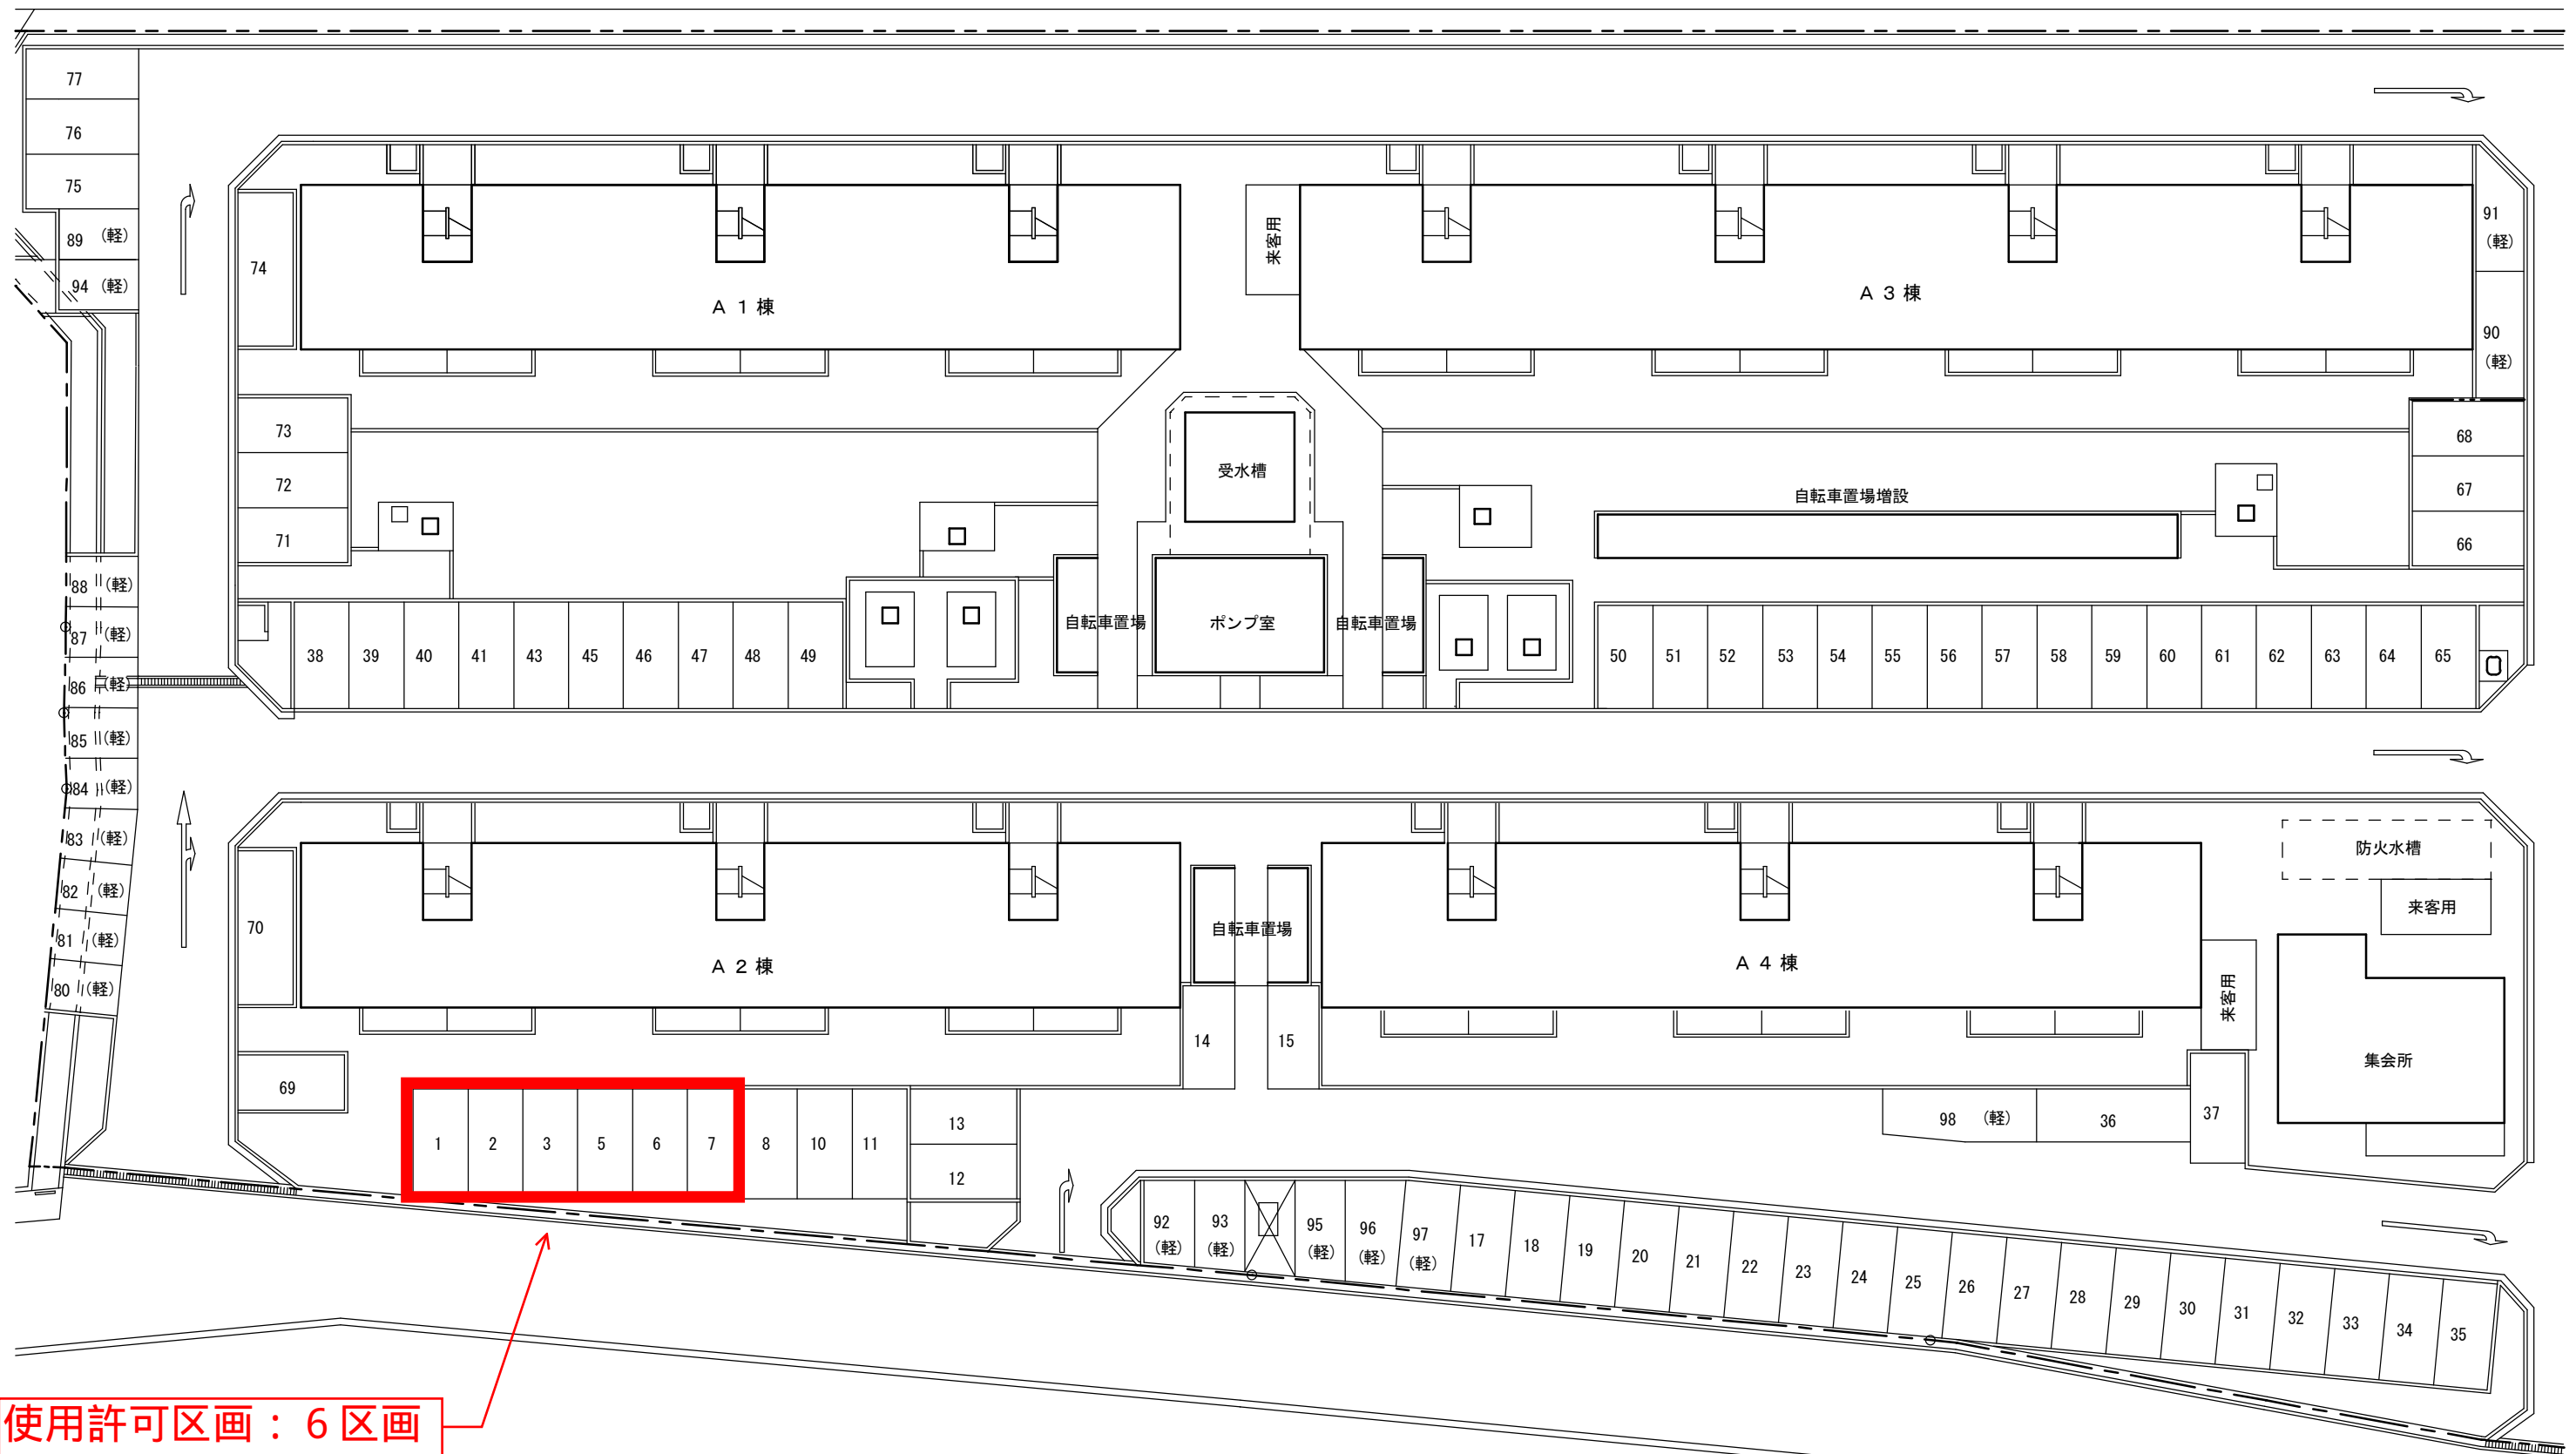 77
76
75
89 (軽)
94 (軽)
74
A 1 棟
来客用
A 3 棟
91
(軽)
90
(軽)
73
72
71
受水槽
自転車置場増設
68
67
66
88 (軽)
87 (軽)
86 (軽)
85 (軽)
84 (軽)
83 (軽)
82 (軽)
81 (軽)
80 (軽)
38 39 40 41 43 45 46 47 48 49
自転車置場
ポンプ室
自転車置場
50 51 52 53 54 55 56 57 58 59 60 61 62 63 64 65
70
A 2 棟
自転車置場
A 4 棟
防火水槽
来客用
来客用
集会所
14
15
69
1 2 3 5 6 7 8 10 11
13
12
98 (軽)
36
37
92
(軽)
93
(軽)
95
(軽)
96
(軽)
97
(軽)
17 18 19 20 21 22 23 24 25 26 27 28 29 30 31 32 33 34 35
使用許可区画：6区画